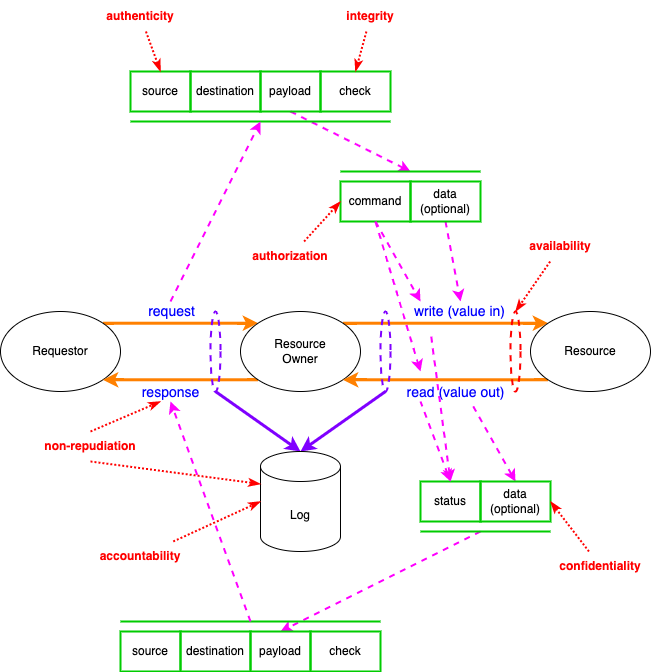 authenticity
integrity
source
destination
payload
check
command
data
(optional)
authorization
availability
request
write (value in)
Requestor
Resource
Owner
Resource
response
read (value out)
non-repudiation
status
data
(optional)
Log
accountability
confidentiality
source
destination
payload
check